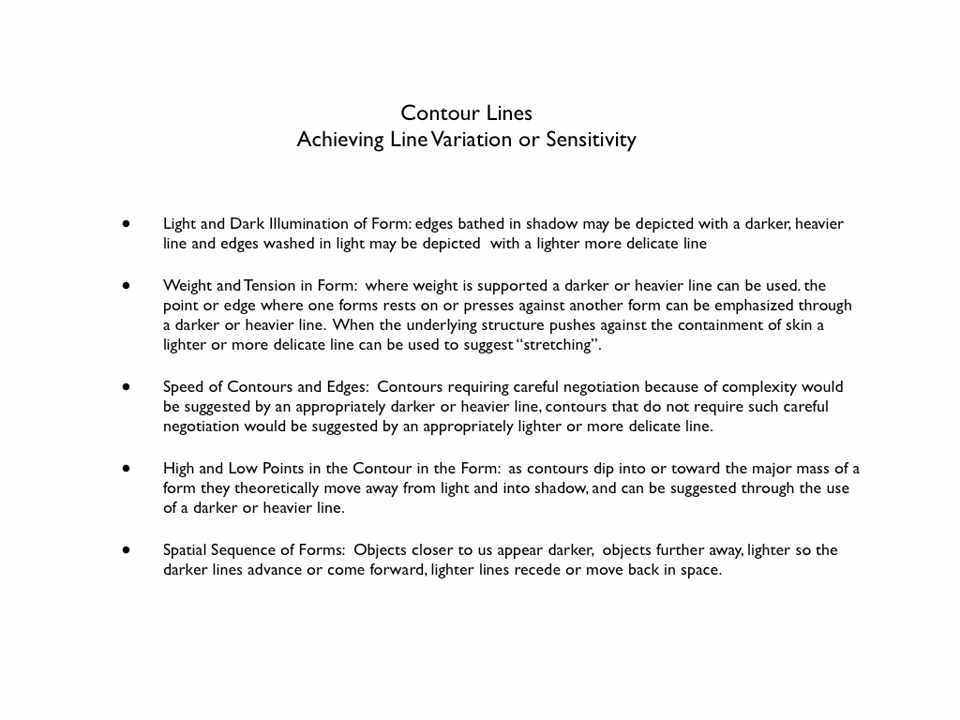 Contour Lines
Achieving Line Variation or Sensitivity
● Light and Dark Illumination of Form: edges bathed in shadow may be depicted with a darker, heavier
line and edges washed in light may be depicted  with a lighter more delicate line
● Weight and Tension in Form:  where weight is supported a darker or heavier line can be used. the
point or edge where one forms rests on or presses against another form can be emphasized through
a darker or heavier line.  When the underlying structure pushes against the containment of skin a
lighter or more delicate line can be used to suggest “stretching”.
● Speed of Contours and Edges:  Contours requiring careful negotiation because of complexity would
be suggested by an appropriately darker or heavier line, contours that do not require such careful
negotiation would be suggested by an appropriately lighter or more delicate line.
● High and Low Points in the Contour in the Form:  as contours dip into or toward the major mass of a
form they theoretically move away from light and into shadow, and can be suggested through the use
of a darker or heavier line.
● Spatial Sequence of Forms:  Objects closer to us appear darker,  objects further away, lighter so the
darker lines advance or come forward, lighter lines recede or move back in space.